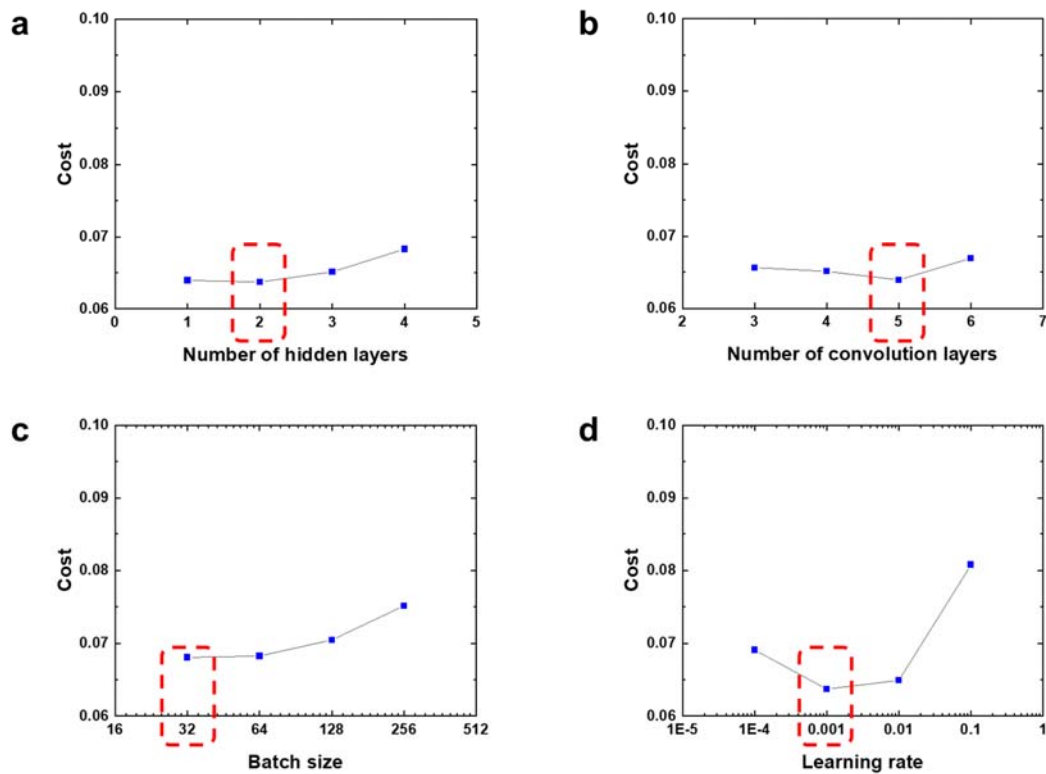 a
0.10
0.09
0.08
0.07
0.06
Cost
0 1 2 3 4 5
Number of hidden layers
b
0.10
0.09
0.08
0.07
0.06
Cost
2 3 4 5 6 7
Number of convolution layers
c
0.10
0.09
0.08
0.07
0.06
Cost
16 32 64 128 256 512
Batch size
d
0.10
0.09
0.08
0.07
0.06
Cost
1E-5 1E-4 0.001 0.01 0.1 1
Learning rate